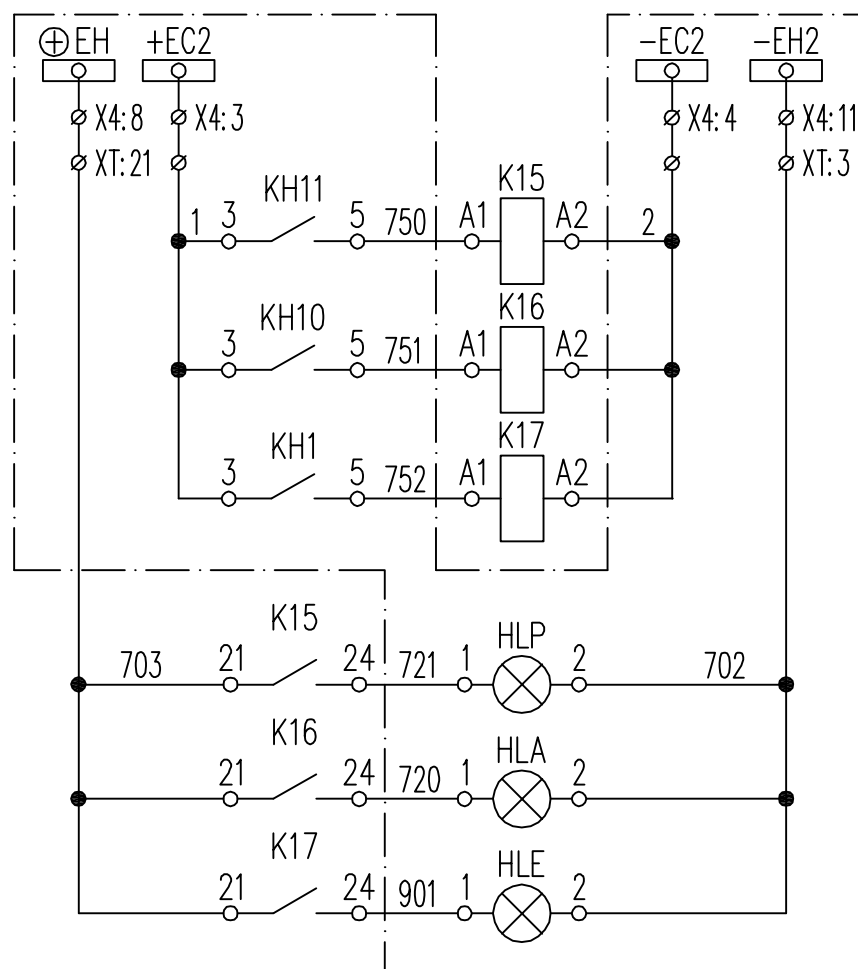 ⊕ EH +EC2 −EC2 −EH2
X4:8 X4:3 X4:4 X4:11
XT:21 XT:3
KH11 K15
1 3 5 750 A1 A2 2
KH10 K16
3 5 751 A1 A2
KH1 K17
3 5 752 A1 A2
K15 HLP
703 21 24 721 1 2 702
K16 HLA
21 24 720 1 2
K17 HLE
21 24 901 1 2